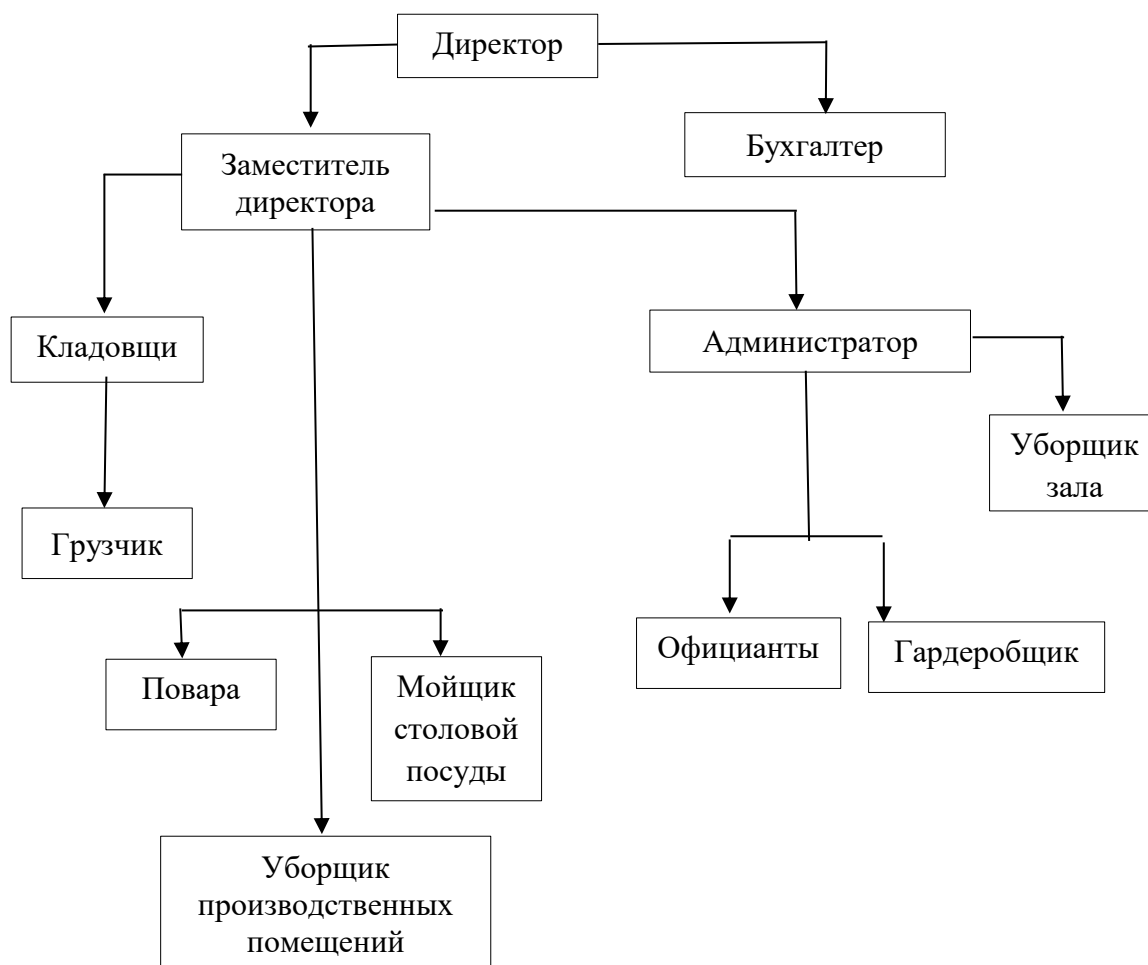 Директор
Бухгалтер
Заместитель
директора
Кладовщи
Администратор
Уборщик
зала
Грузчик
Официанты
Гардеробщик
Повара
Мойщик
столовой
посуды
Уборщик
производственных
помещений